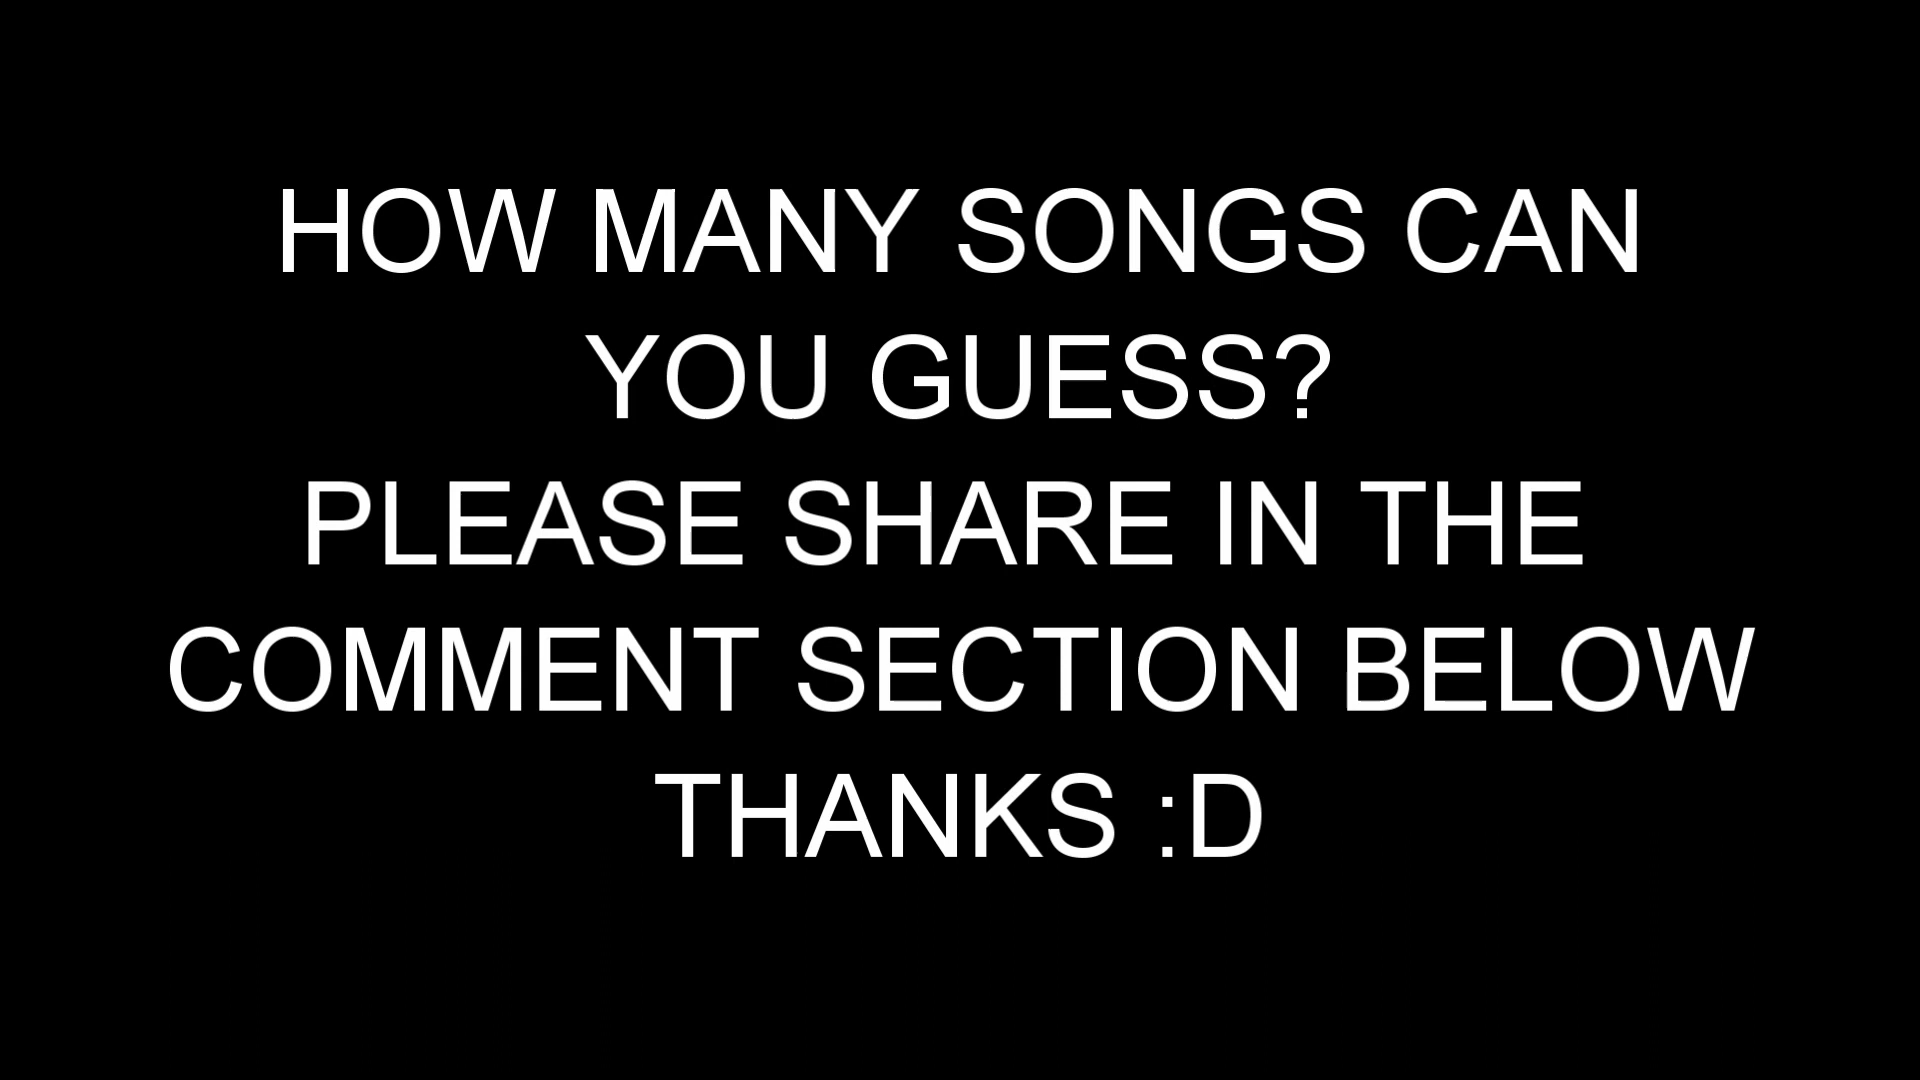 HOW MANY SONGS CAN
YOU GUESS?
PLEASE SHARE IN THE
COMMENT SECTION BELOW
THANKS :D